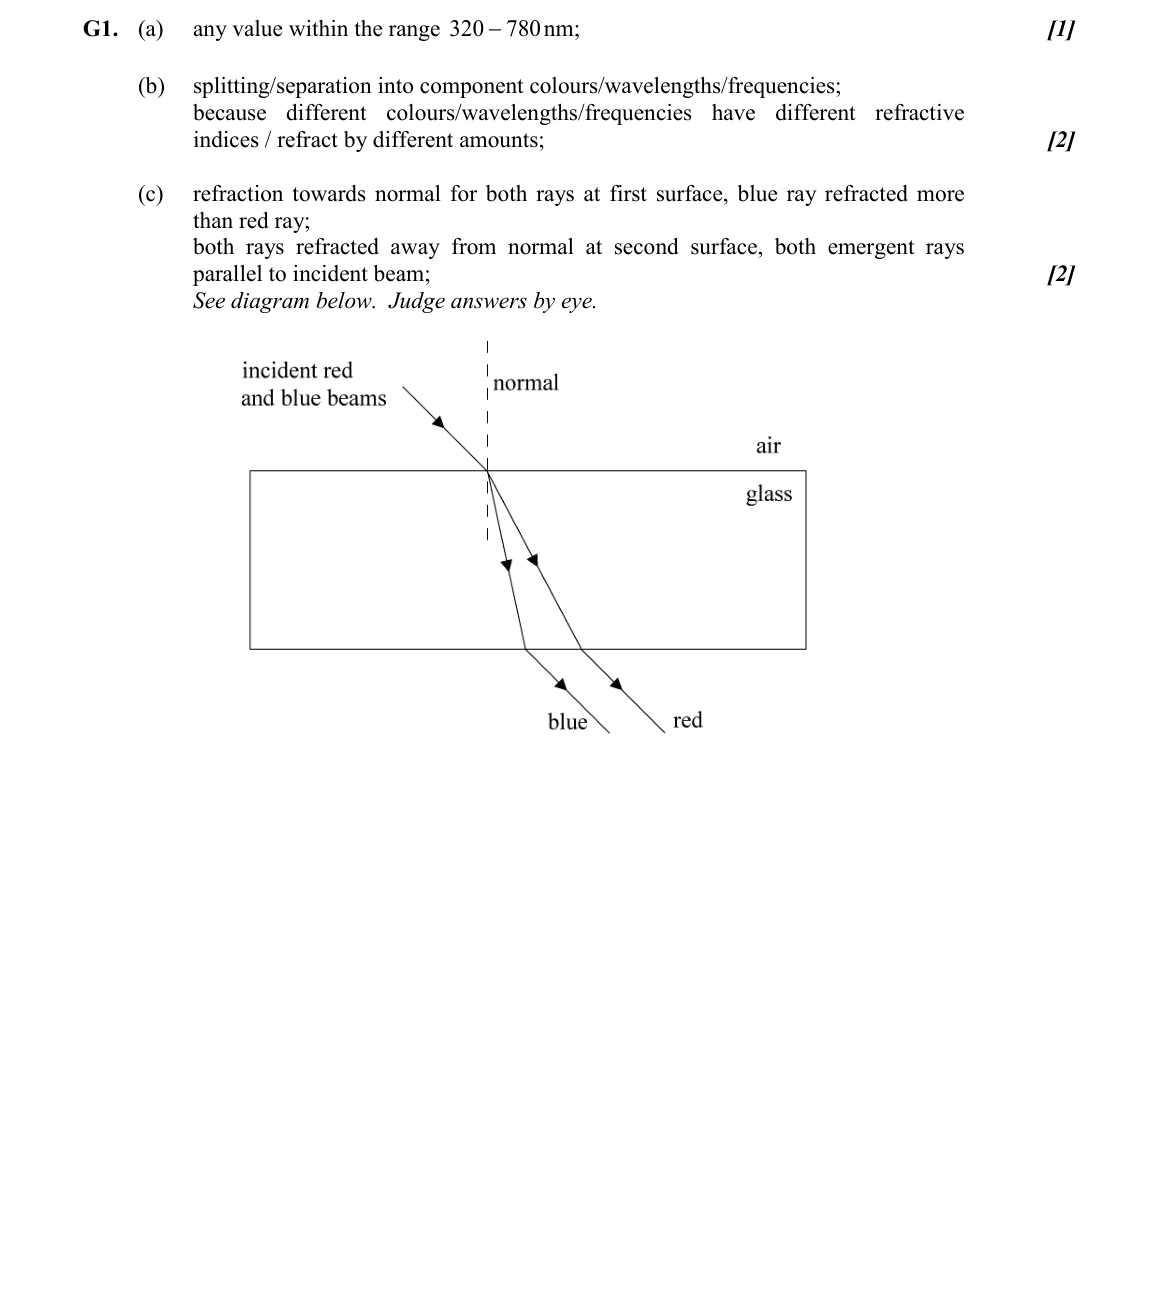 G1. (a) any value within the range 320 – 780 nm; [1]
(b) splitting/separation into component colours/wavelengths/frequencies;
because different colours/wavelengths/frequencies have different refractive
indices / refract by different amounts; [2]
(c) refraction towards normal for both rays at first surface, blue ray refracted more
than red ray;
both rays refracted away from normal at second surface, both emergent rays
parallel to incident beam; [2]
See diagram below. Judge answers by eye.
incident red
and blue beams
normal
air
glass
blue
red